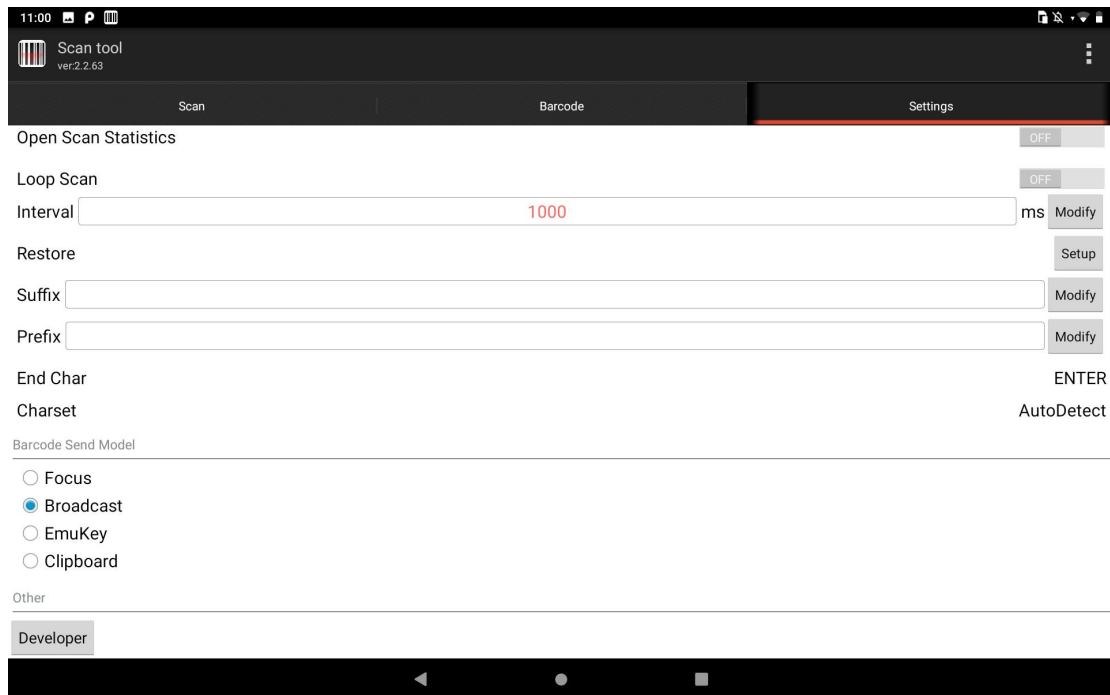 11:00
Scan tool
ver:2.2.63
Scan Barcode Settings
Open Scan Statistics OFF
Loop Scan OFF
Interval 1000 ms Modify
Restore Setup
Suffix Modify
Prefix Modify
End Char ENTER
Charset AutoDetect
Barcode Send Model
Focus
Broadcast
EmuKey
Clipboard
Other
Developer